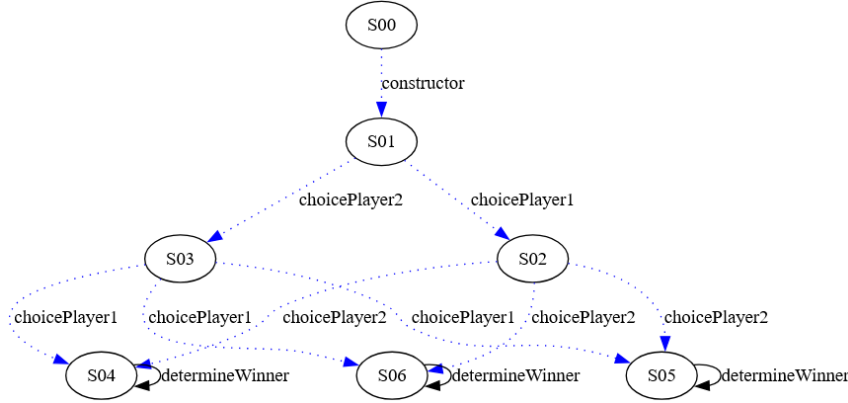 S00
constructor
S01
choicePlayer2
choicePlayer1
S03
S02
choicePlayer1
choicePlayer1
choicePlayer2
choicePlayer1
choicePlayer2
choicePlayer2
S04
determineWinner
S06
determineWinner
S05
determineWinner